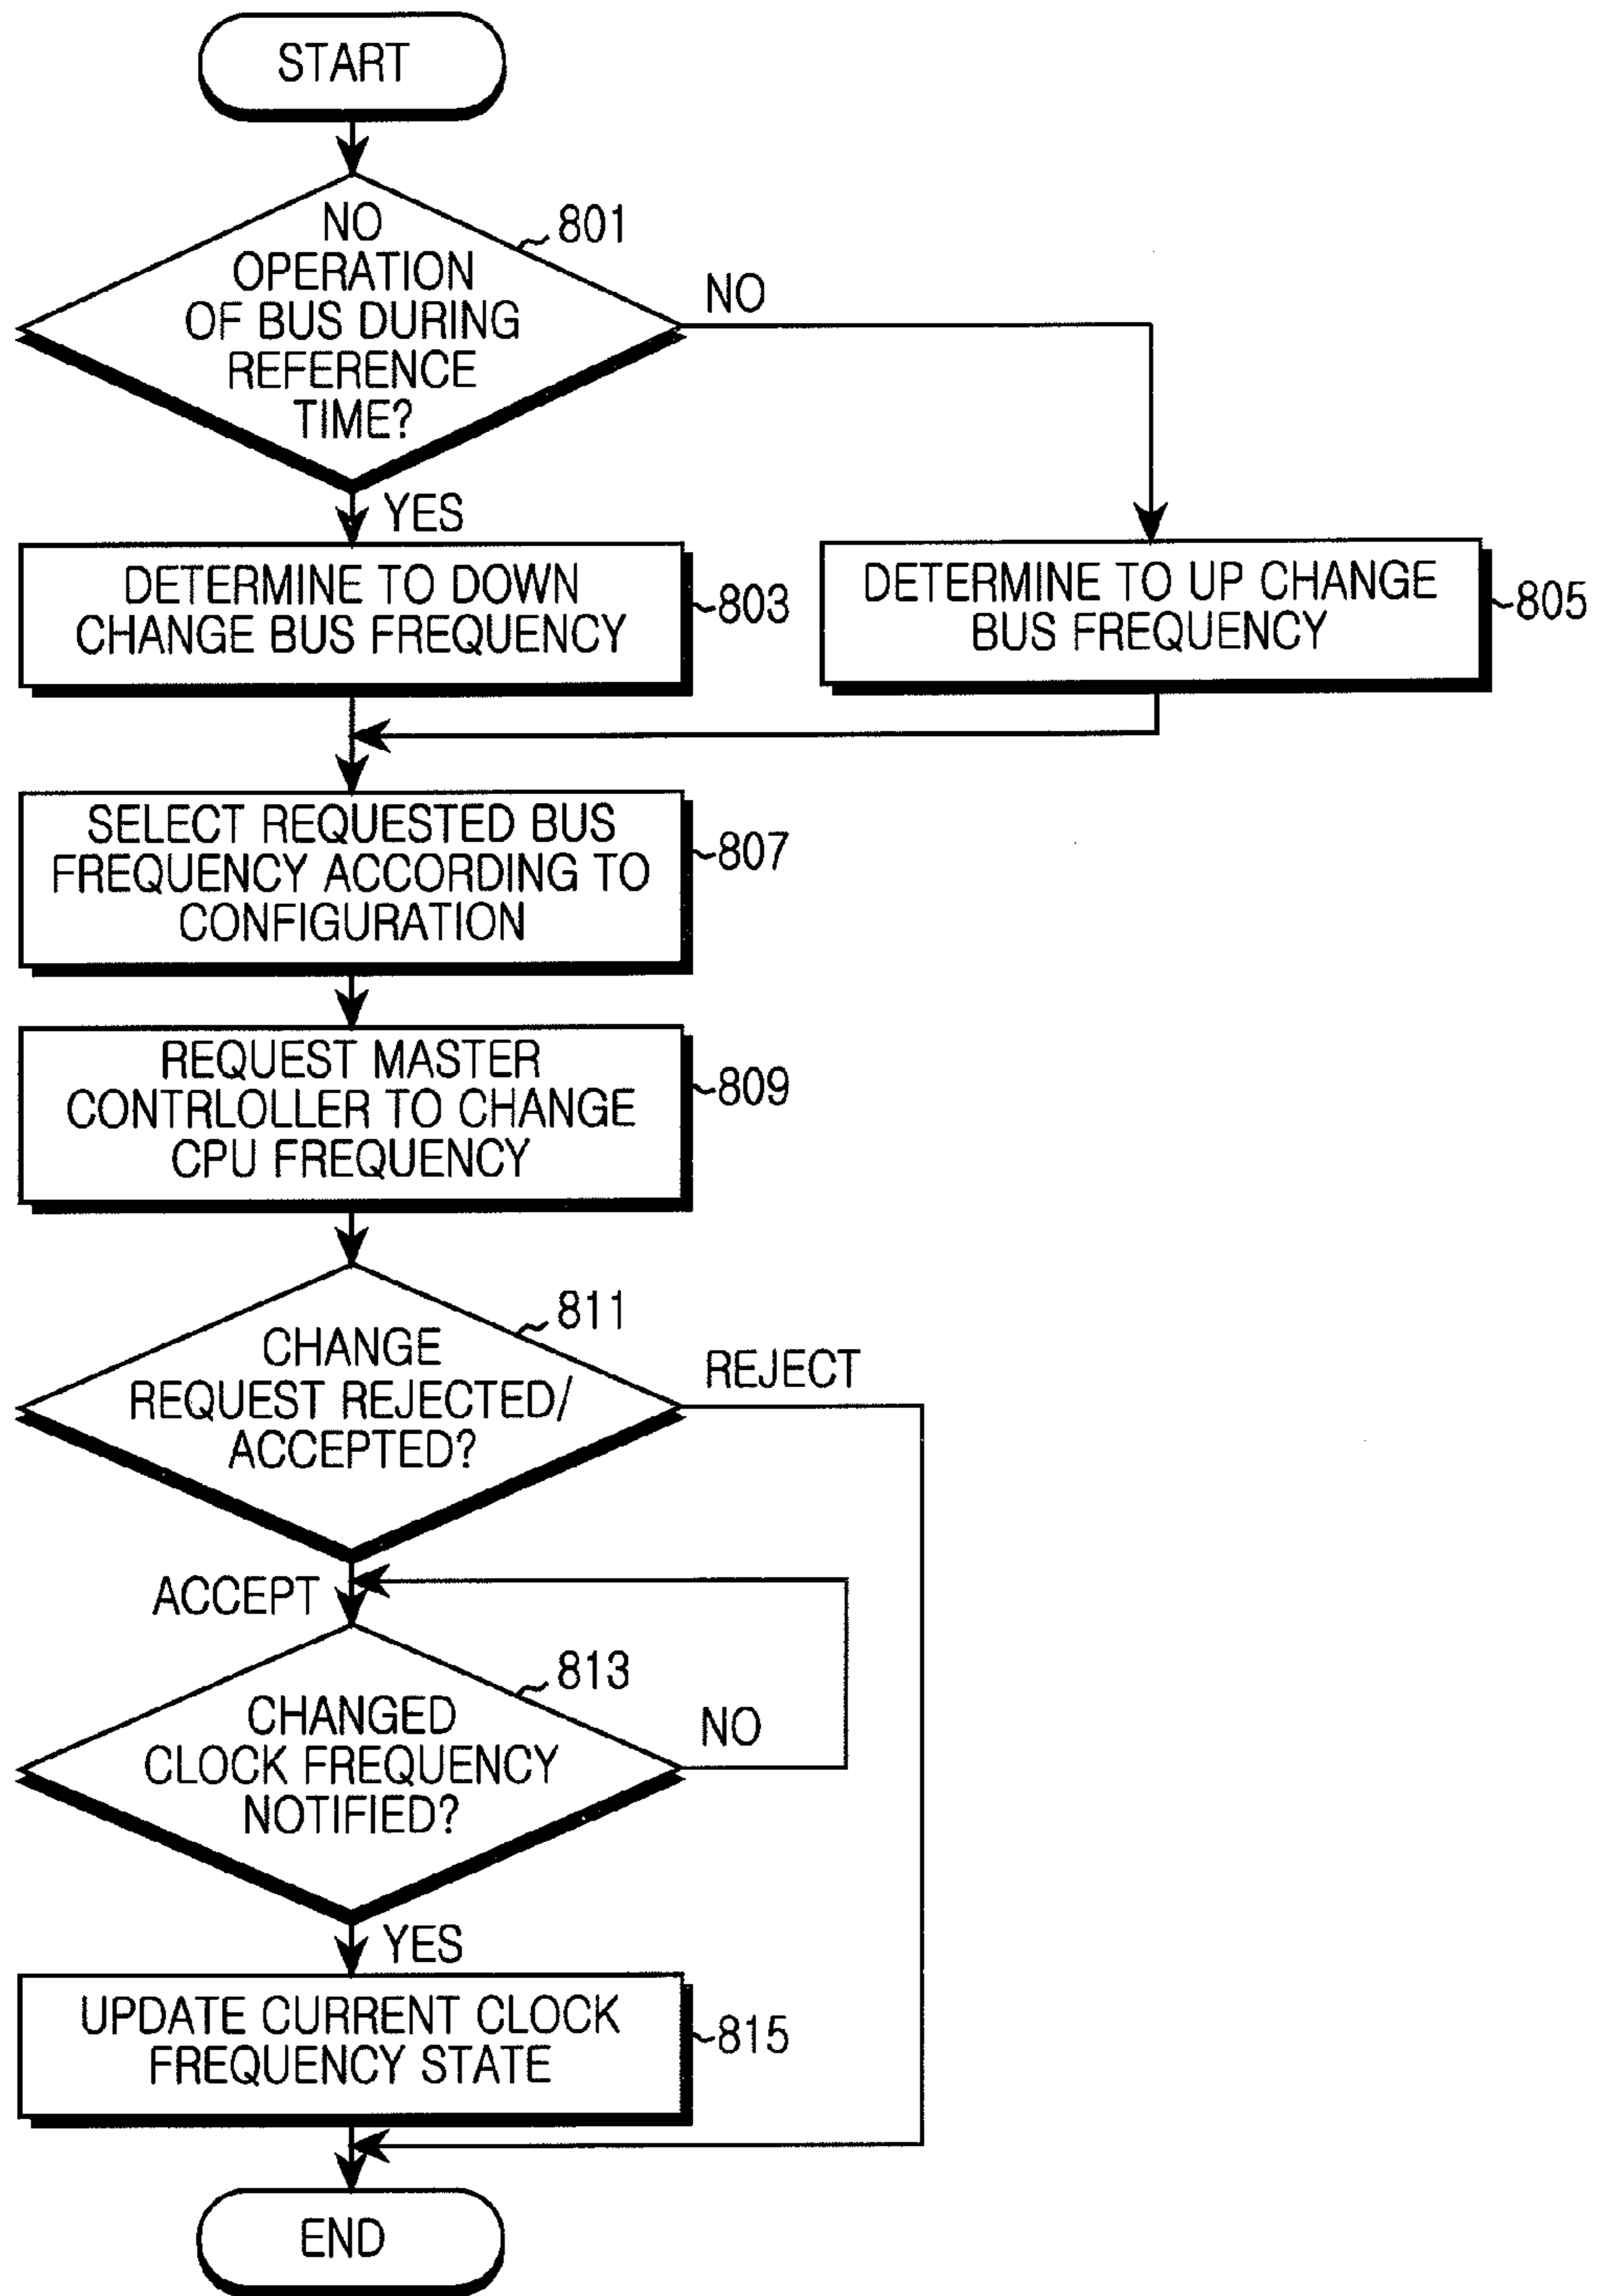 START
NO
OPERATION
OF BUS DURING
REFERENCE
TIME?
801
NO
YES
DETERMINE TO DOWN
CHANGE BUS FREQUENCY
803
DETERMINE TO UP CHANGE
BUS FREQUENCY
805
SELECT REQUESTED BUS
FREQUENCY ACCORDING TO
CONFIGURATION
807
REQUEST MASTER
CONTRLOLLER TO CHANGE
CPU FREQUENCY
809
CHANGE
REQUEST REJECTED/
ACCEPTED?
811
REJECT
ACCEPT
CHANGED
CLOCK FREQUENCY
NOTIFIED?
813
NO
YES
UPDATE CURRENT CLOCK
FREQUENCY STATE
815
END